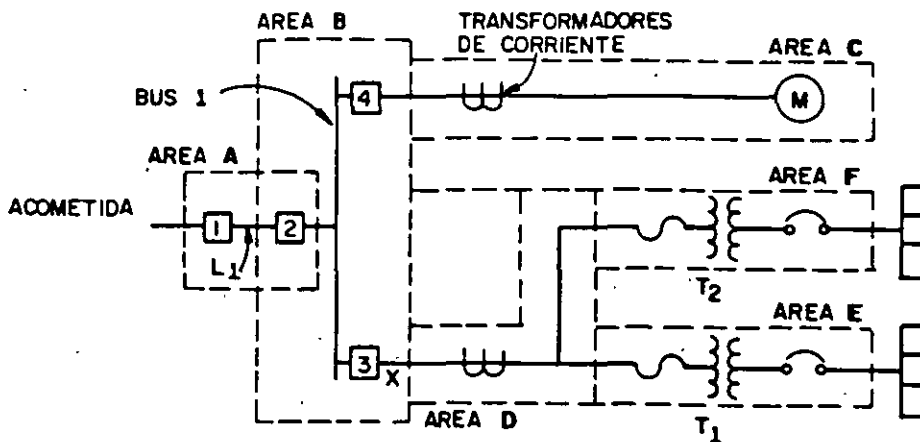 AREA B
TRANSFORMADORES
DE CORRIENTE
AREA C
BUS 1
4
M
AREA A
ACOMETIDA
1
2
L1
AREA F
T2
AREA E
3
X
AREA D
T1